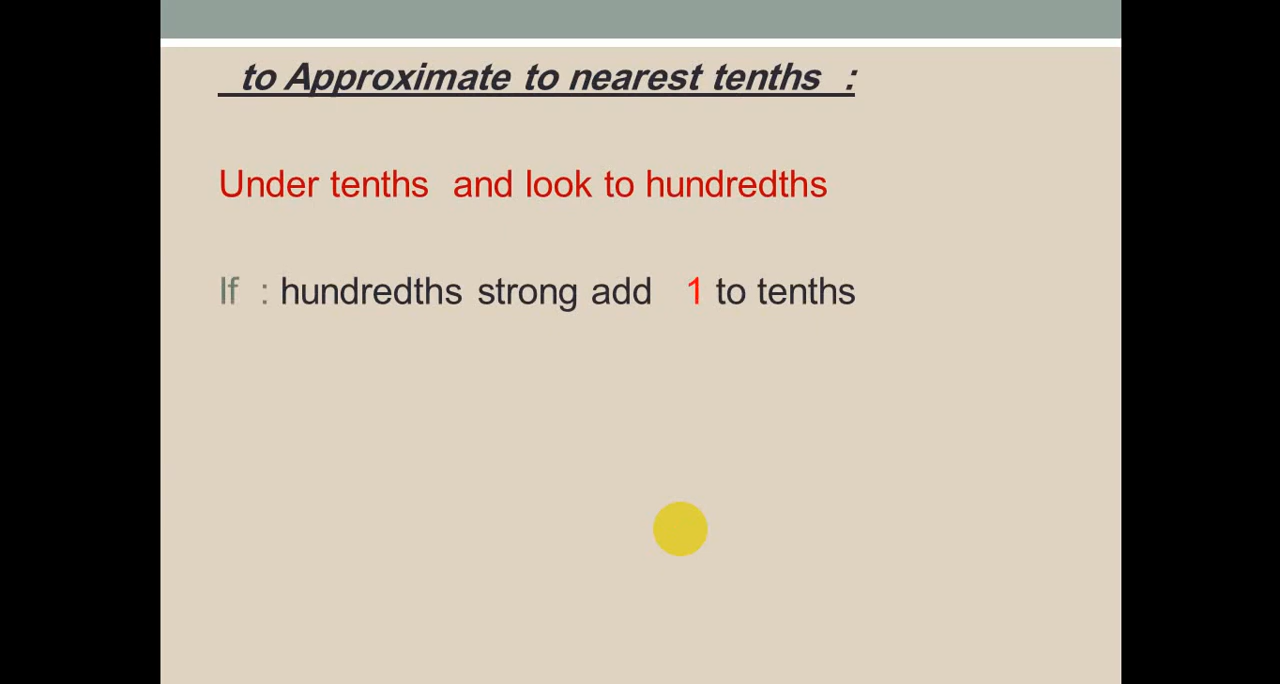 to Approximate to nearest tenths :
Under tenths and look to hundredths
If : hundredths strong add 1 to tenths